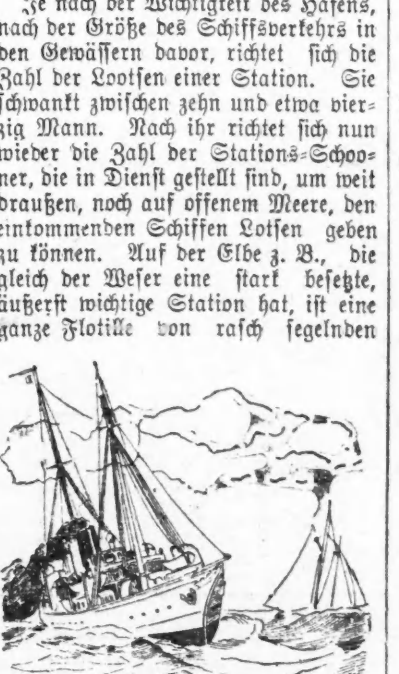 Je nach der Wichtigkeit des Hafens,
nach der Größe des Schiffsverkehrs in
den Gewässern davor, richtet sich die
Zahl der Lootsen einer Station. Sie
schwankt zwischen zehn und etwa vier=
zig Mann. Nach ihr richtet sich nun
wieder die Zahl der Stations=Schoo=
ner, die in Dienst gestellt sind, um weit
draußen, noch auf offenem Meere, den
einkommenden Schiffen Lotsen geben
zu können. Auf der Elbe z. B., die
gleich der Weser eine stark besetzte,
äußerst wichtige Station hat, ist eine
ganze Flotille von rasch segelnden